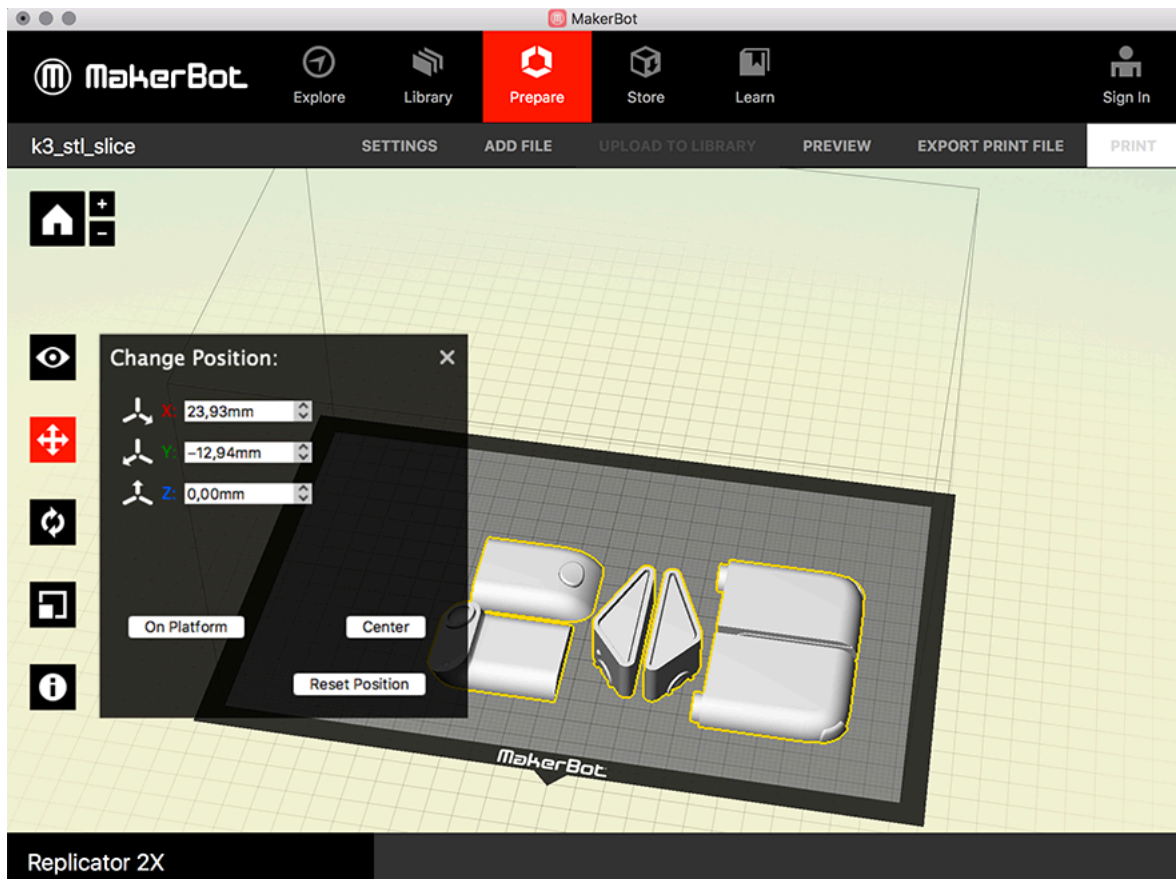 MakerBot
MakerBot
Explore
Library
Prepare
Store
Learn
Sign In
k3_stl_slice
SETTINGS
ADD FILE
UPLOAD TO LIBRARY
PREVIEW
EXPORT PRINT FILE
PRINT
+
−
Change Position:
X: 23,93mm
Y: −12,94mm
Z: 0,00mm
On Platform
Center
Reset Position
MakerBot
Replicator 2X